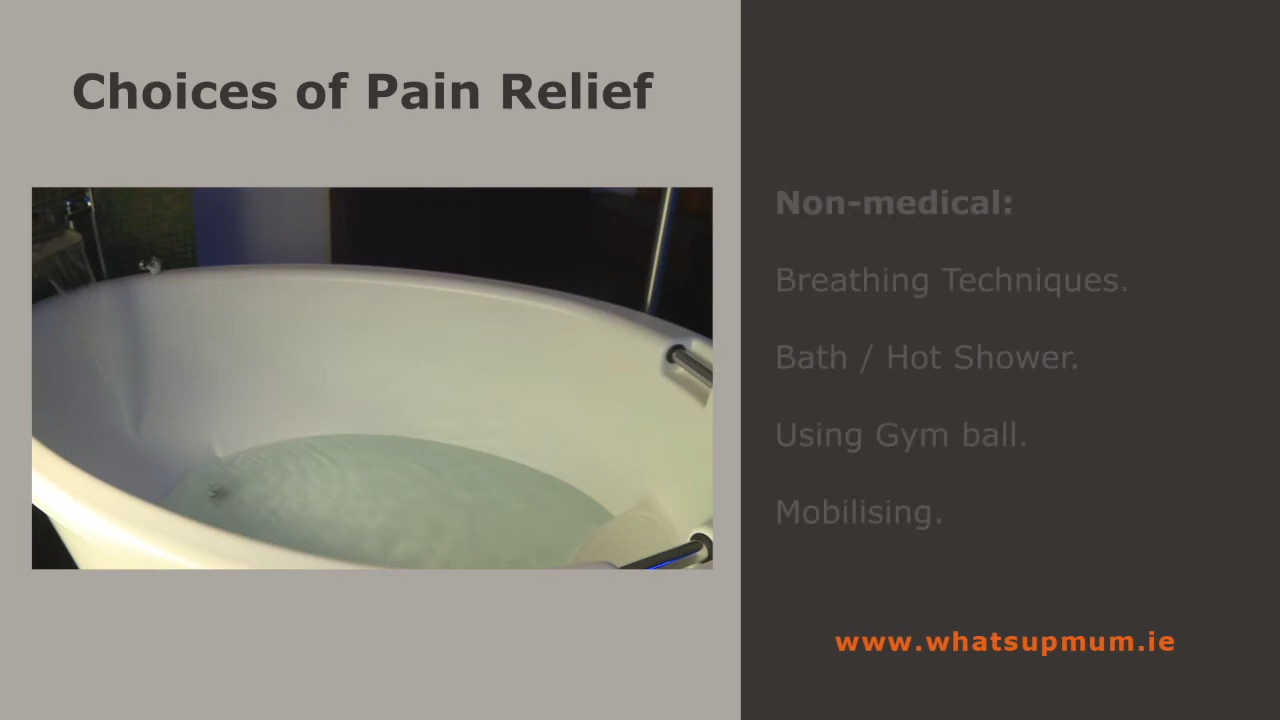 Choices of Pain Relief
Non-medical:
Breathing Techniques.
Bath / Hot Shower.
Using Gym ball.
Mobilising.
www.whatsupmum.ie